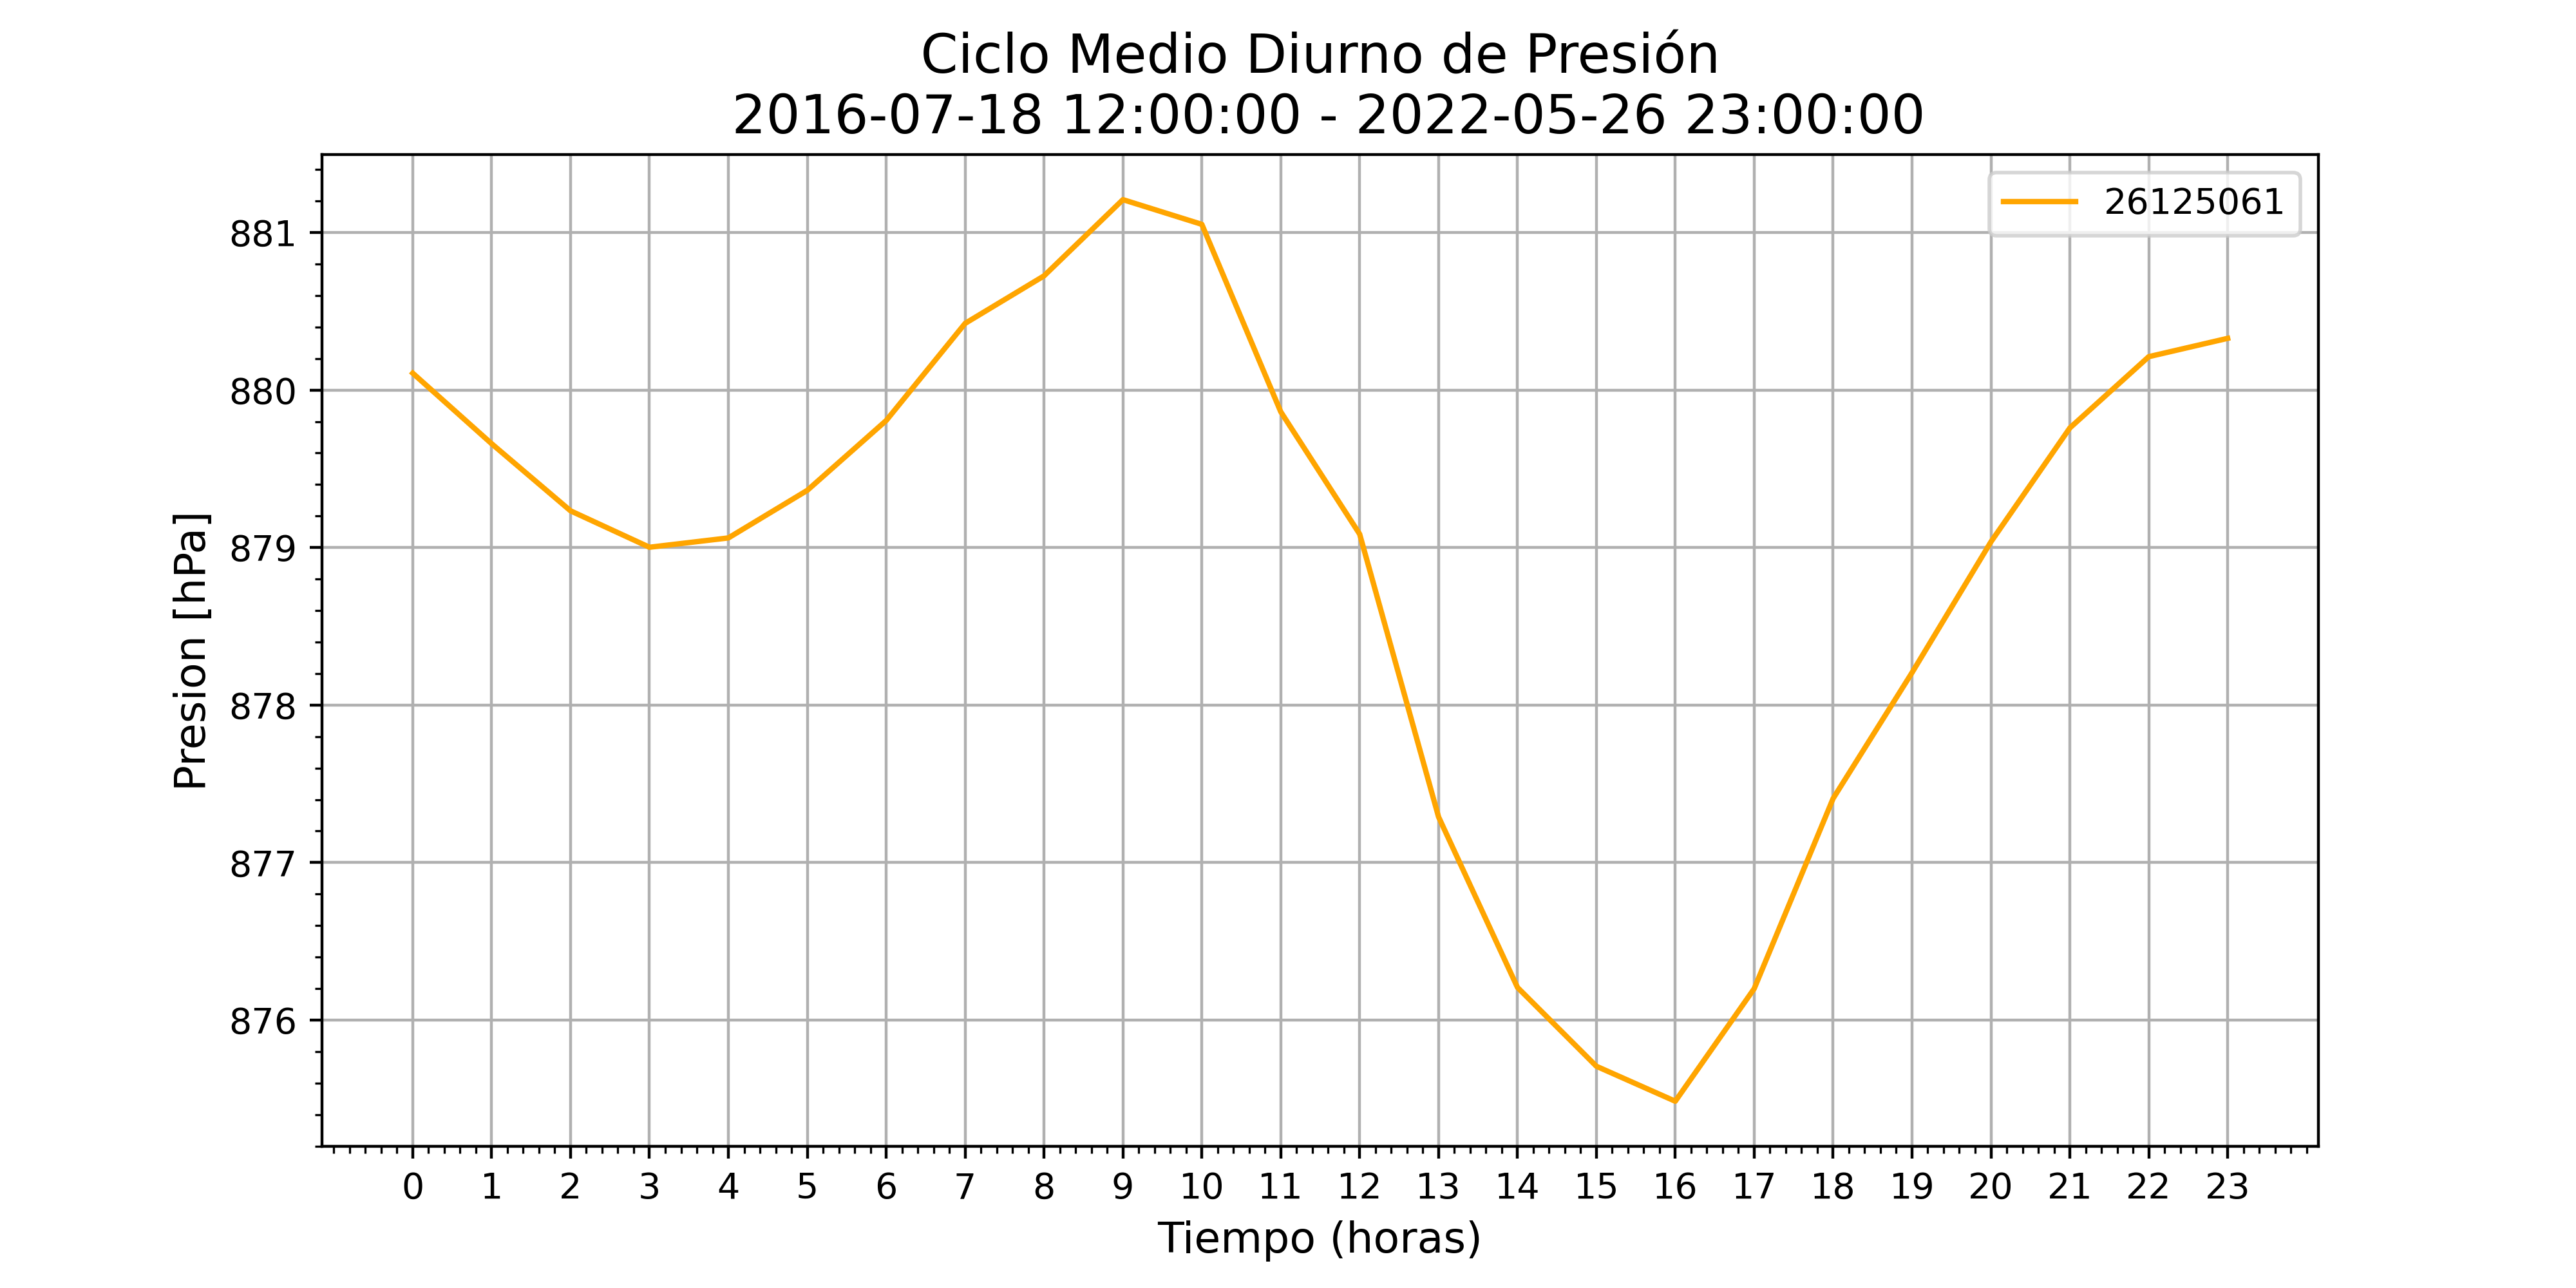 Ciclo Medio Diurno de Presión
2016-07-18 12:00:00 - 2022-05-26 23:00:00
26125061
Presion [hPa]
881
880
879
878
877
876
0 1 2 3 4 5 6 7 8 9 10 11 12 13 14 15 16 17 18 19 20 21 22 23
Tiempo (horas)